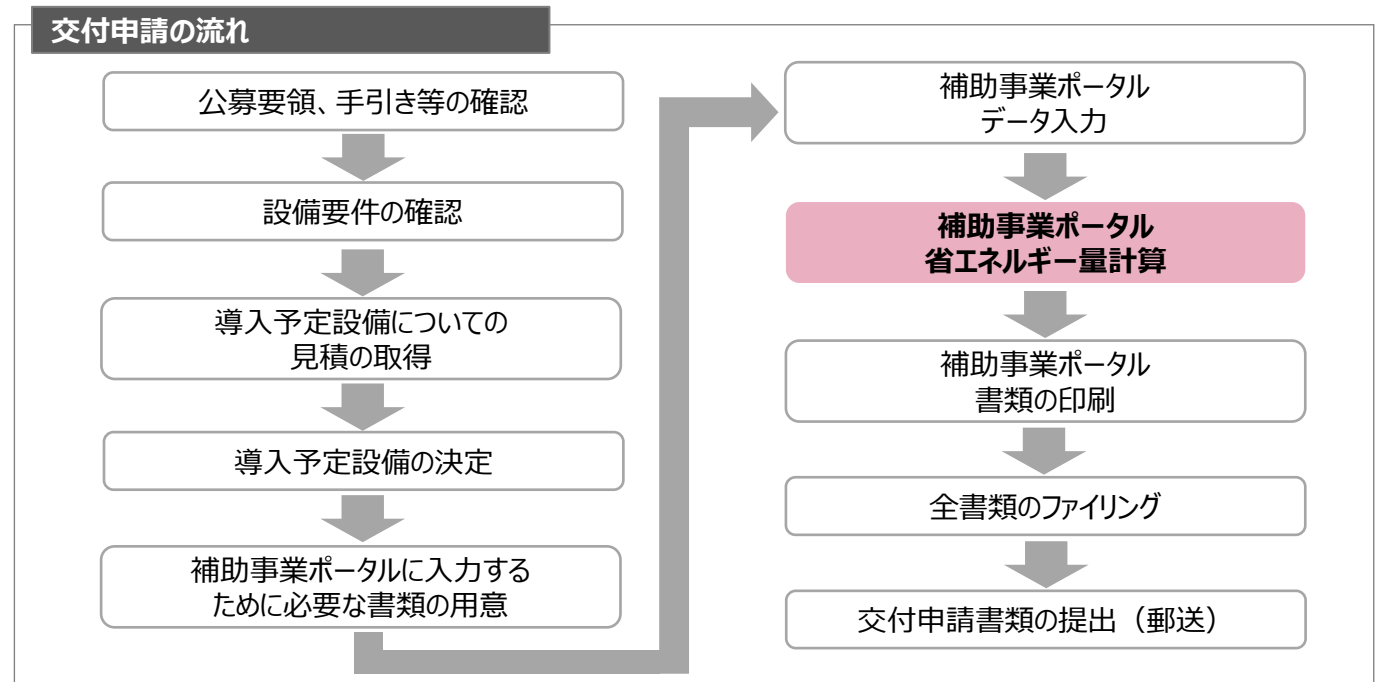 交付申請の流れ
公募要領、手引き等の確認
設備要件の確認
導入予定設備についての
見積の取得
導入予定設備の決定
補助事業ポータルに入力する
ために必要な書類の用意
補助事業ポータル
データ入力
補助事業ポータル
省エネルギー量計算
補助事業ポータル
書類の印刷
全書類のファイリング
交付申請書類の提出（郵送）